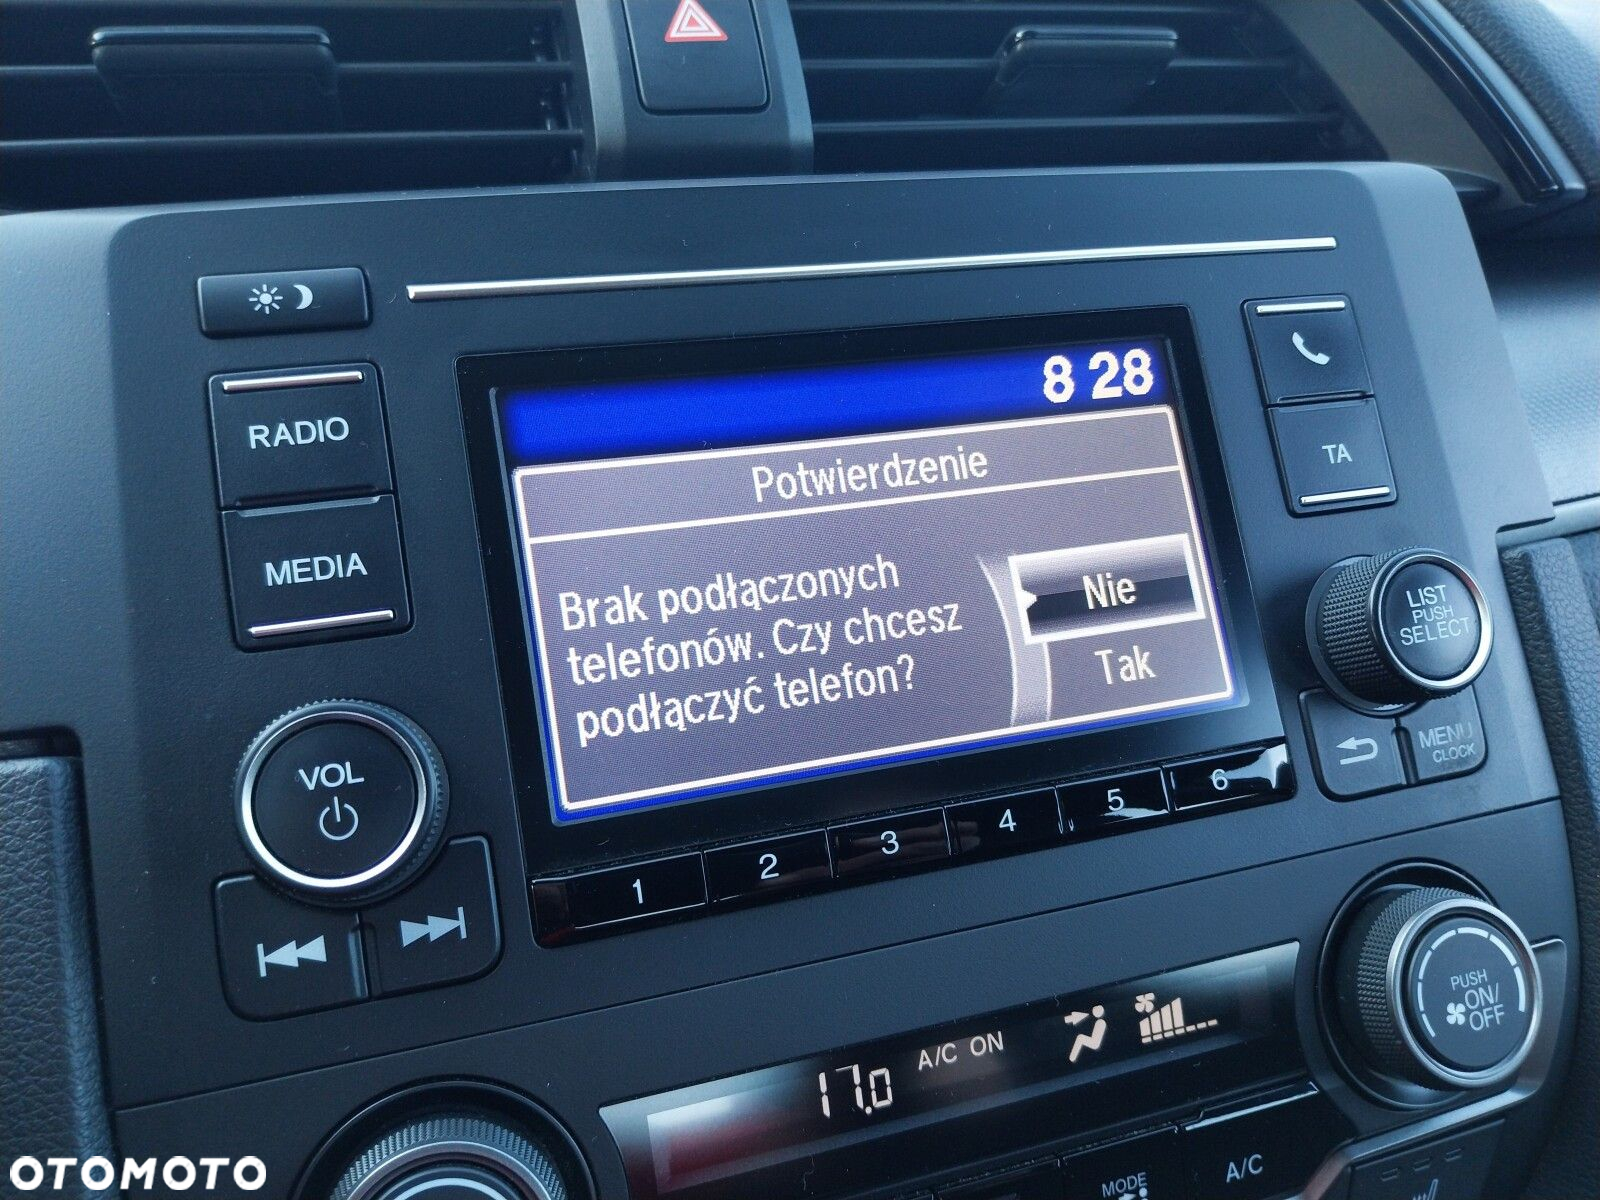 8 28
Potwierdzenie
Brak podłączonych
telefonów. Czy chcesz
podłączyć telefon?
Nie
Tak
RADIO
MEDIA
VOL
TA
LIST
PUSH
SELECT
MENU
CLOCK
1 2 3 4 5 6
PUSH
ON/
OFF
17.0
A/C ON
MODE
A/C
OTOMOTO